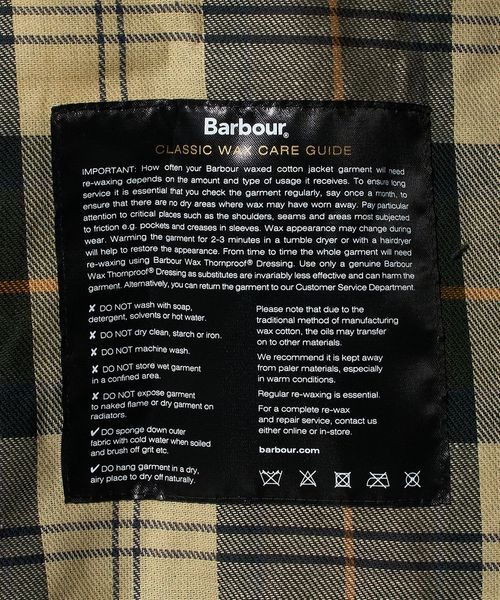 Barbour®
CLASSIC WAX CARE GUIDE
IMPORTANT: How often your Barbour waxed cotton jacket garment will need
re-waxing depends on the amount and type of usage it receives. To ensure long
service it is essential that you check the garment regularly, say once a month, to
ensure that there are no dry areas where wax may have worn away. Pay particular
attention to critical places such as the shoulders, seams and areas most subjected
to friction e.g. pockets and creases in sleeves. Wax appearance may change during
wear. Warming the garment for 2-3 minutes in a tumble dryer or with a hairdryer
will help to restore the appearance. From time to time the whole garment will need
re-waxing using Barbour Wax Thornproof® Dressing. Use only a genuine Barbour
Wax Thornproof® Dressing as substitutes are invariably less effective and can harm the
garment. Alternatively, you can return the garment to our Customer Service Department.
✘ DO NOT wash with soap,
detergent, solvents or hot water.
✘ DO NOT dry clean, starch or iron.
✘ DO NOT machine wash.
✘ DO NOT store wet garment
in a confined area.
✘ DO NOT expose garment
to naked flame or dry garment on
radiators.
✔ DO sponge down outer
fabric with cold water when soiled
and brush off grit etc.
✔ DO hang garment in a dry,
airy place to dry off naturally.
Please note that due to the
traditional method of manufacturing
wax cotton, the oils may transfer
on to other materials.
We recommend it is kept away
from paler materials, especially
in warm conditions.
Regular re-waxing is essential.
For a complete re-wax
and repair service, contact us
either online or in-store.
barbour.com